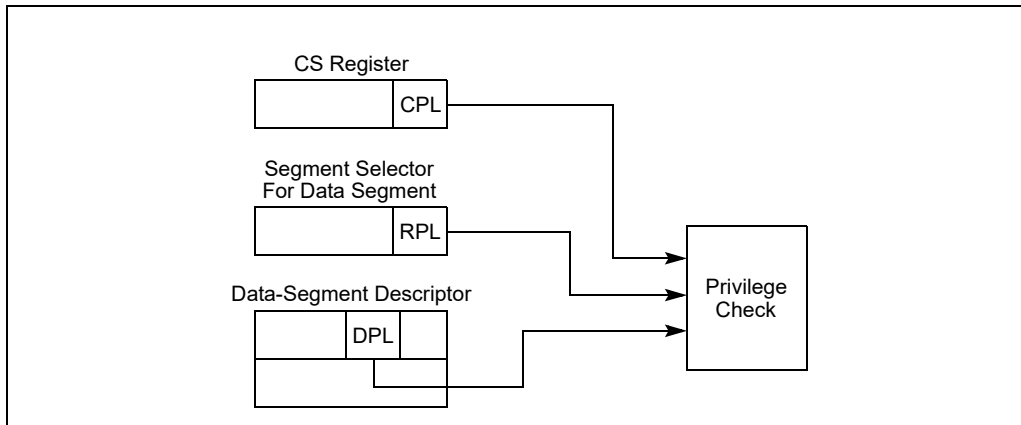 CS Register
CPL
Segment Selector
For Data Segment
RPL
Data-Segment Descriptor
DPL
Privilege
Check